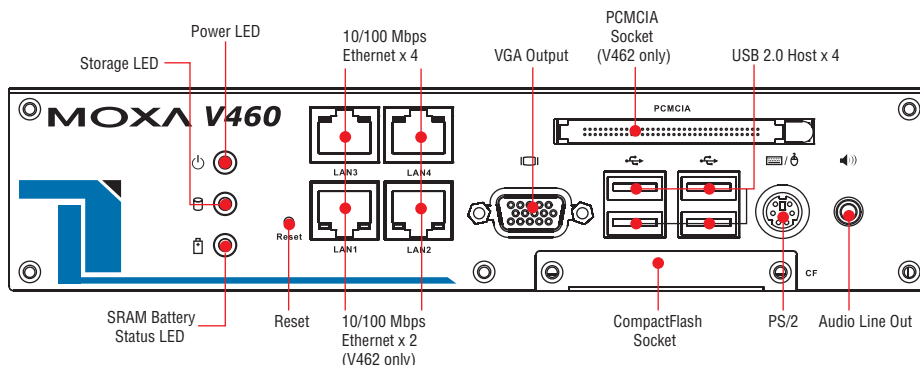 Power LED
Storage LED
10/100 Mbps
Ethernet x 4
VGA Output
PCMCIA
Socket
(V462 only)
USB 2.0 Host x 4
MOXA V460
PCMCIA
LAN3
LAN4
Reset
LAN1
LAN2
/
CF
SRAM Battery
Status LED
Reset
10/100 Mbps
Ethernet x 2
(V462 only)
CompactFlash
Socket
PS/2
Audio Line Out